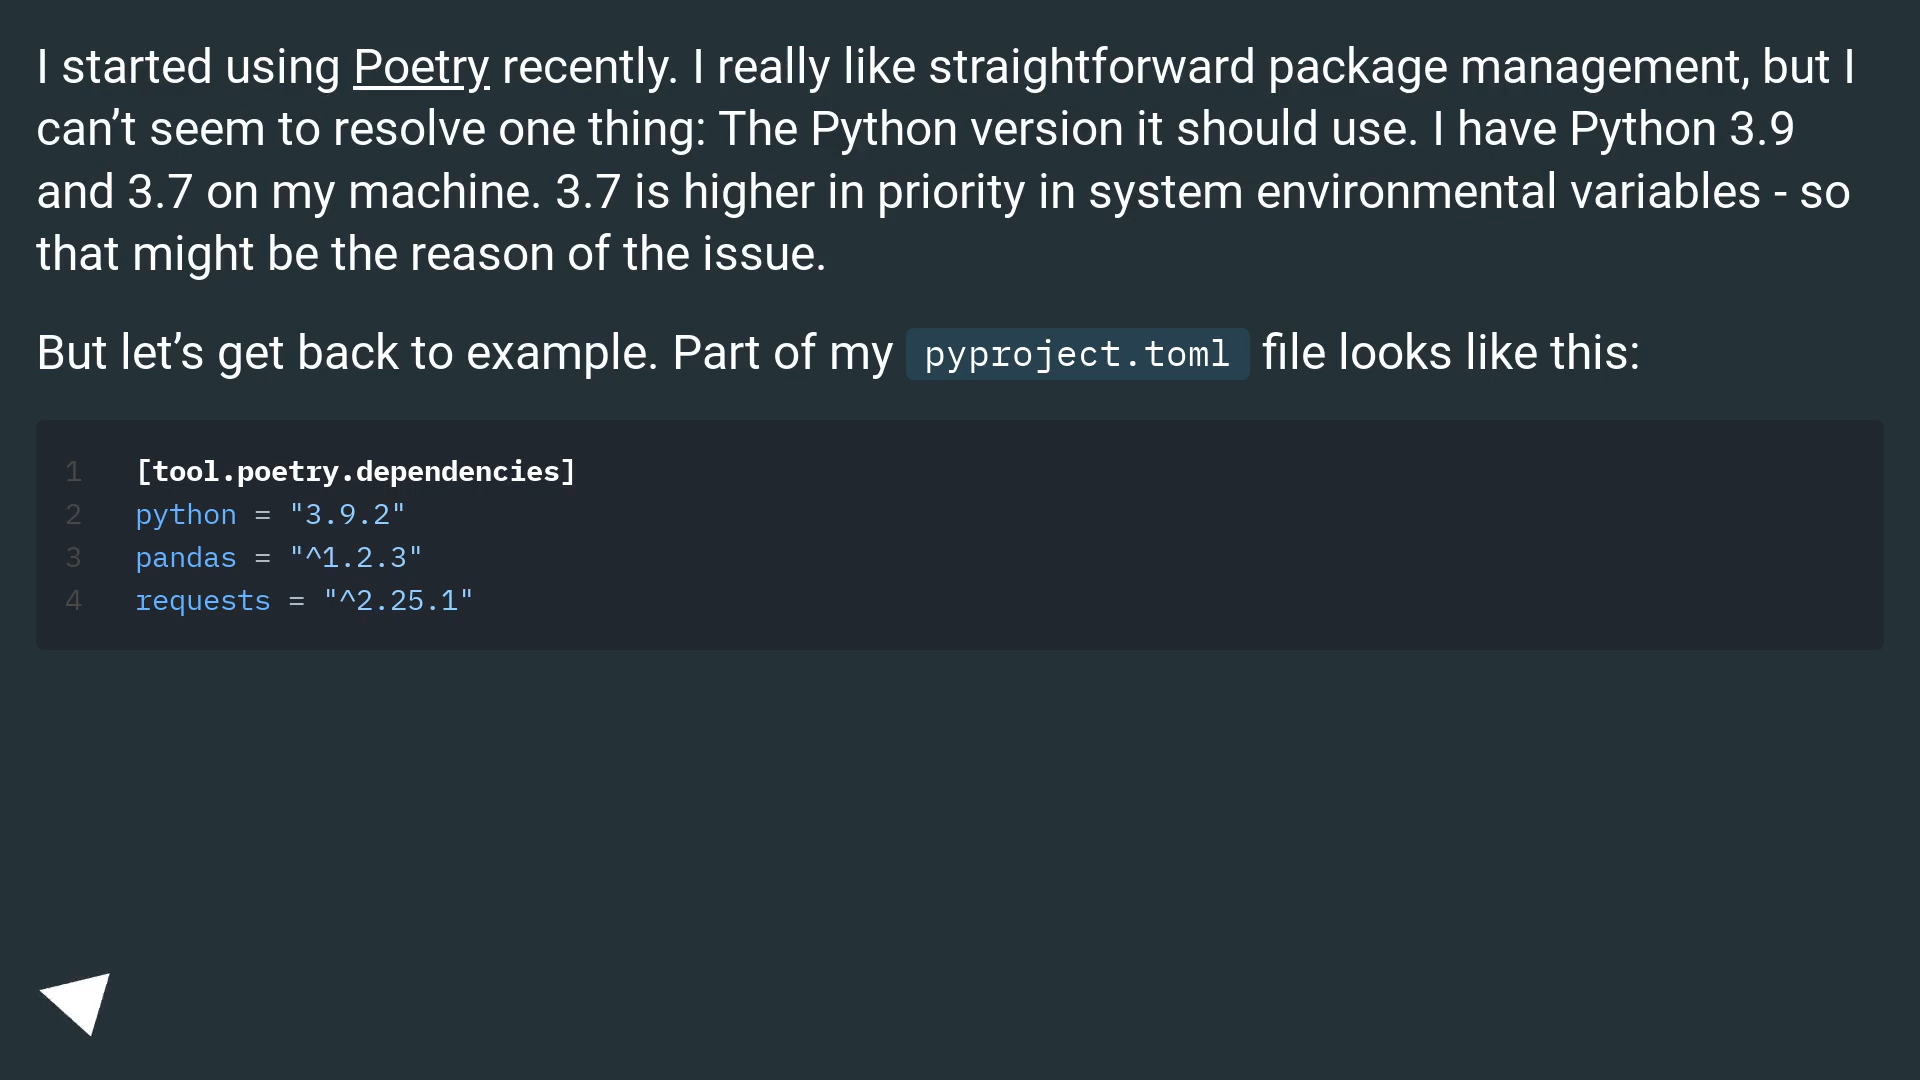 I started using Poetry recently. I really like straightforward package management, but I
can’t seem to resolve one thing: The Python version it should use. I have Python 3.9
and 3.7 on my machine. 3.7 is higher in priority in system environmental variables - so
that might be the reason of the issue.
But let’s get back to example. Part of my pyproject.toml file looks like this:
1 [tool.poetry.dependencies]
2 python = "3.9.2"
3 pandas = "^1.2.3"
4 requests = "^2.25.1"